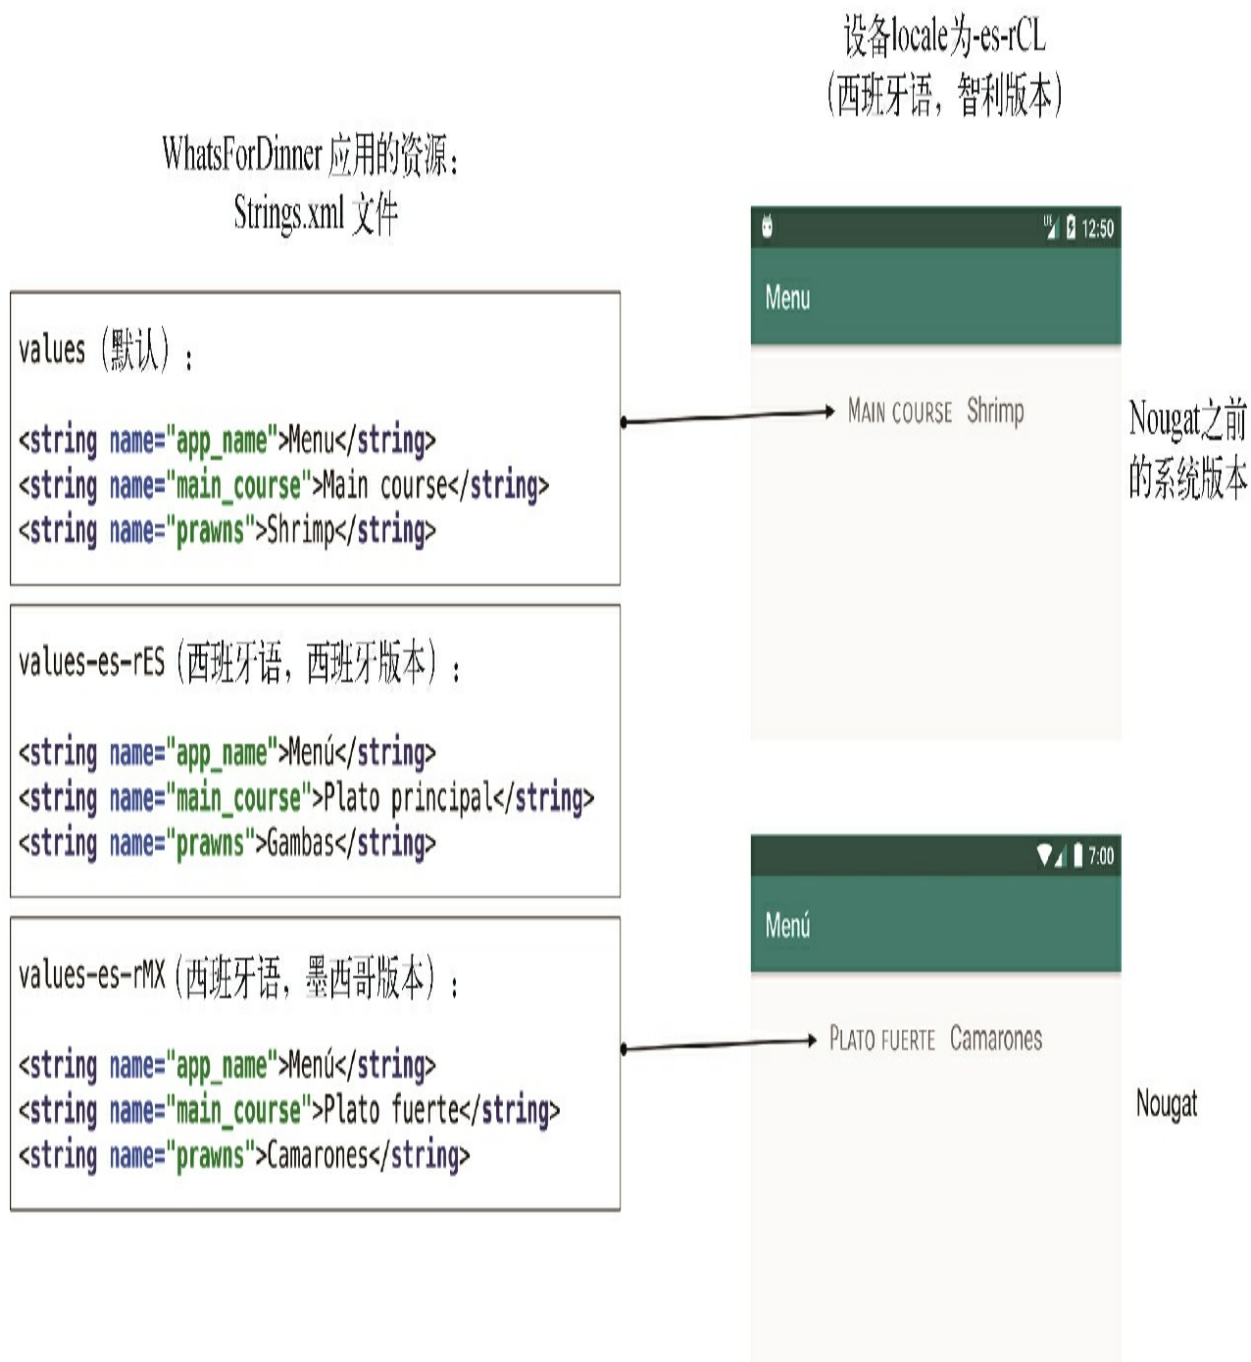 设备locale为-es-rCL
（西班牙语，智利版本）
WhatsForDinner 应用的资源：
Strings.xml 文件
values（默认）：
<string name="app_name">Menu</string>
<string name="main_course">Main course</string>
<string name="prawns">Shrimp</string>
values-es-rES（西班牙语，西班牙版本）：
<string name="app_name">Menú</string>
<string name="main_course">Plato principal</string>
<string name="prawns">Gambas</string>
values-es-rMX（西班牙语，墨西哥版本）：
<string name="app_name">Menú</string>
<string name="main_course">Plato fuerte</string>
<string name="prawns">Camarones</string>
LTE 12:50
Menu
MAIN COURSE Shrimp
Nougat之前
的系统版本
7:00
Menú
PLATO FUERTE Camarones
Nougat